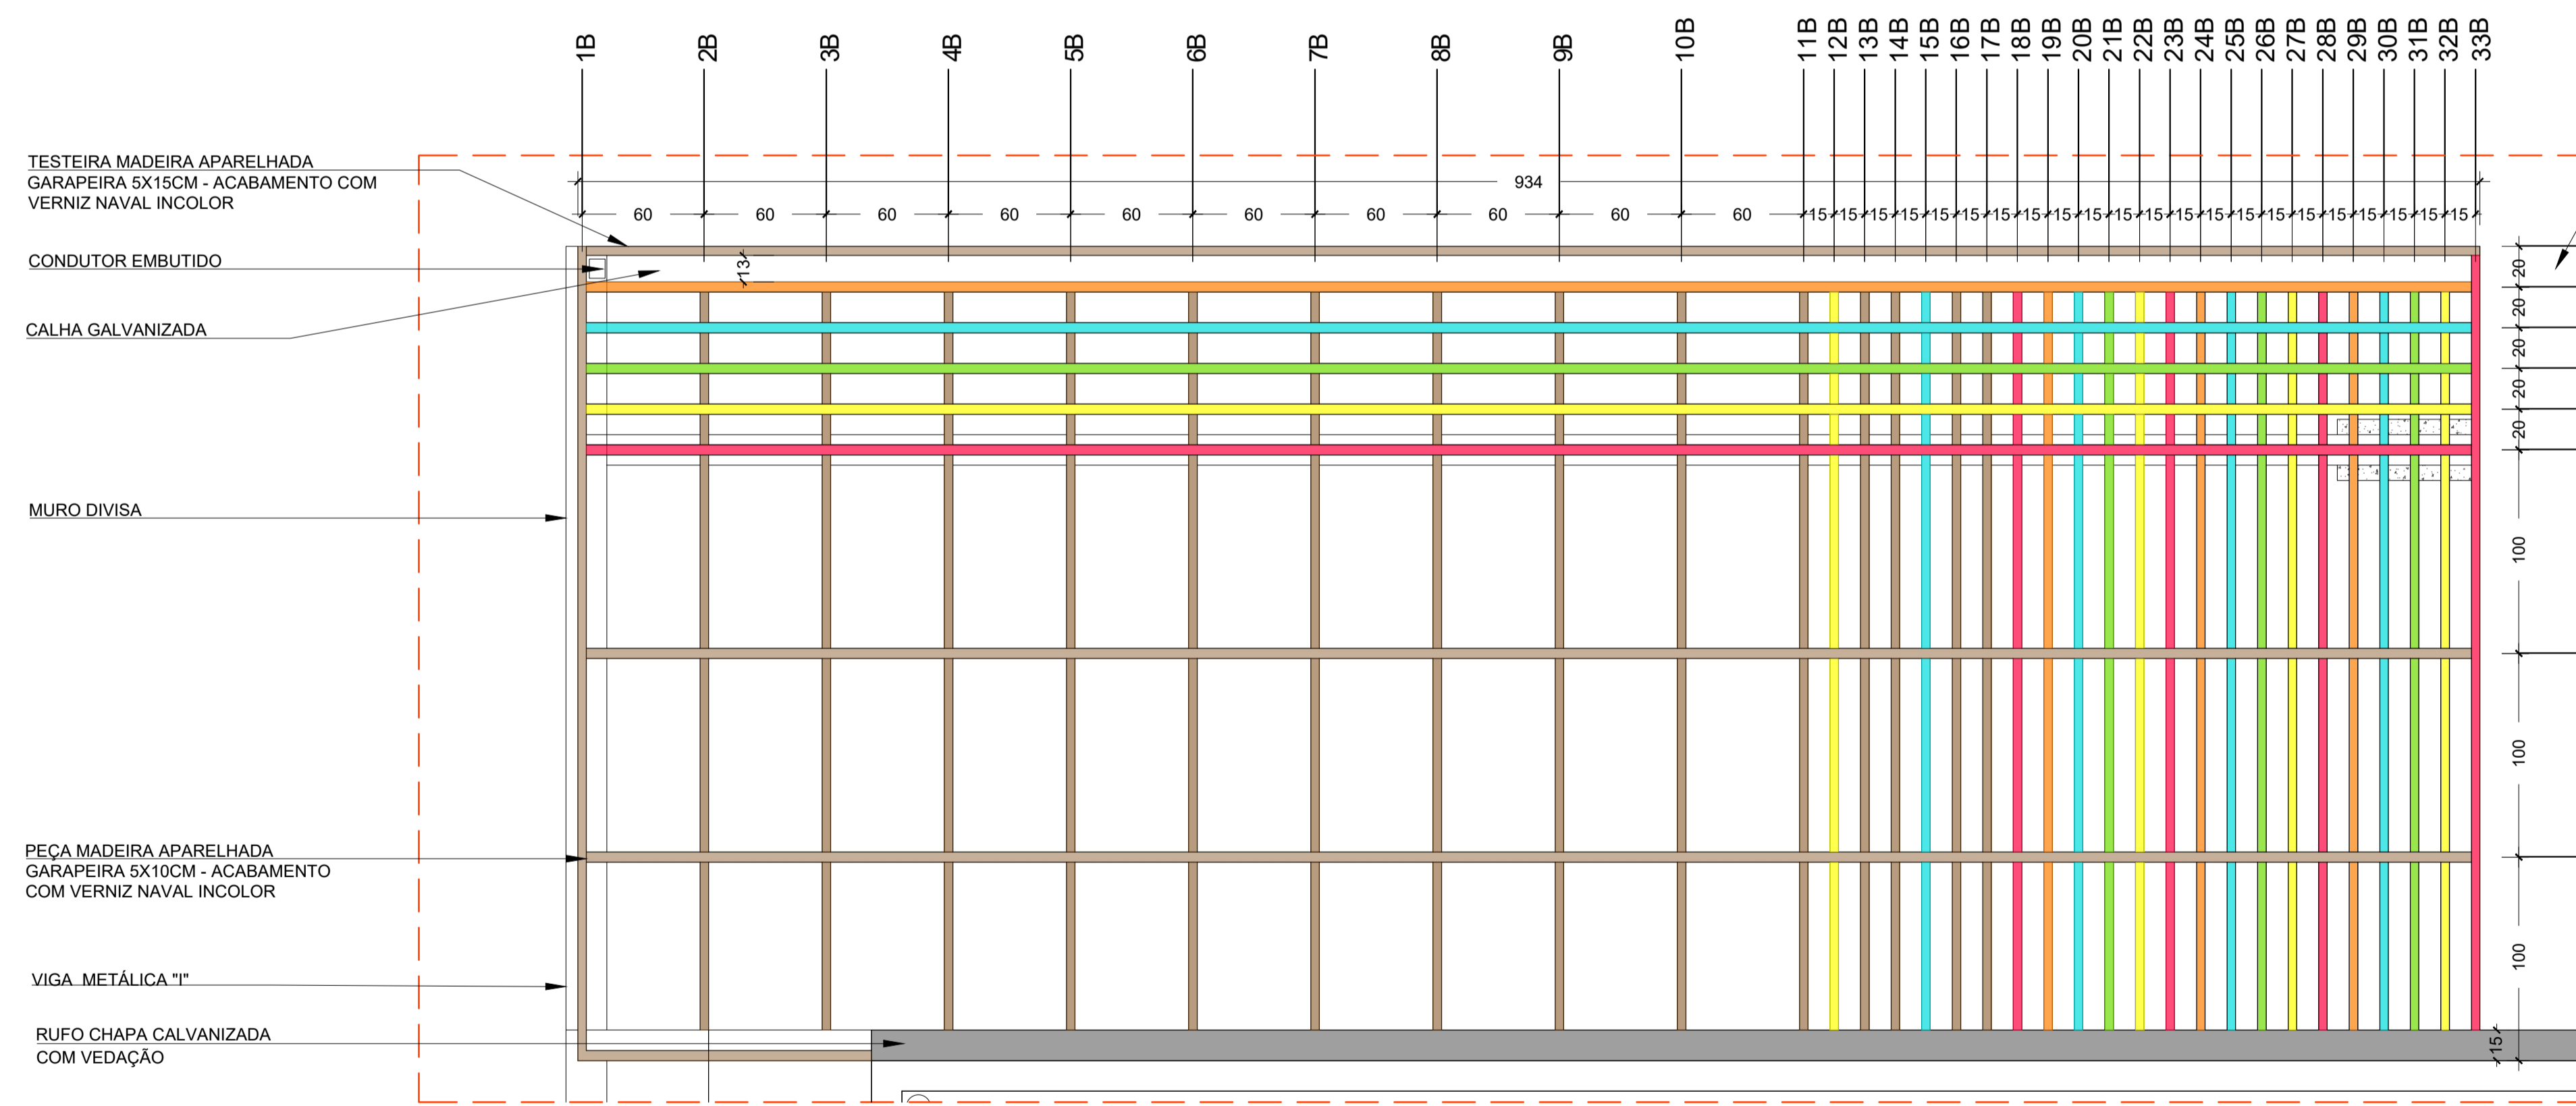 1B 2B 3B 4B 5B 6B 7B 8B 9B 10B 11B 12B 13B 14B 15B 16B 17B 18B 19B 20B 21B 22B 23B 24B 25B 26B 27B 28B 29B 30B 31B 32B 33B
934
60 60 60 60 60 60 60 60 60 60 15 15 15 15 15 15 15 15 15 15 15 15 15 15 15 15 15 15 15 15 15 15
TESTEIRA MADEIRA APARELHADA
GARAPEIRA 5X15CM - ACABAMENTO COM
VERNIZ NAVAL INCOLOR
CONDUTOR EMBUTIDO
13
CALHA GALVANIZADA
20
20
20
20
20
MURO DIVISA
100
100
PEÇA MADEIRA APARELHADA
GARAPEIRA 5X10CM - ACABAMENTO
COM VERNIZ NAVAL INCOLOR
100
VIGA METÁLICA "I"
RUFO CHAPA CALVANIZADA
COM VEDAÇÃO
15